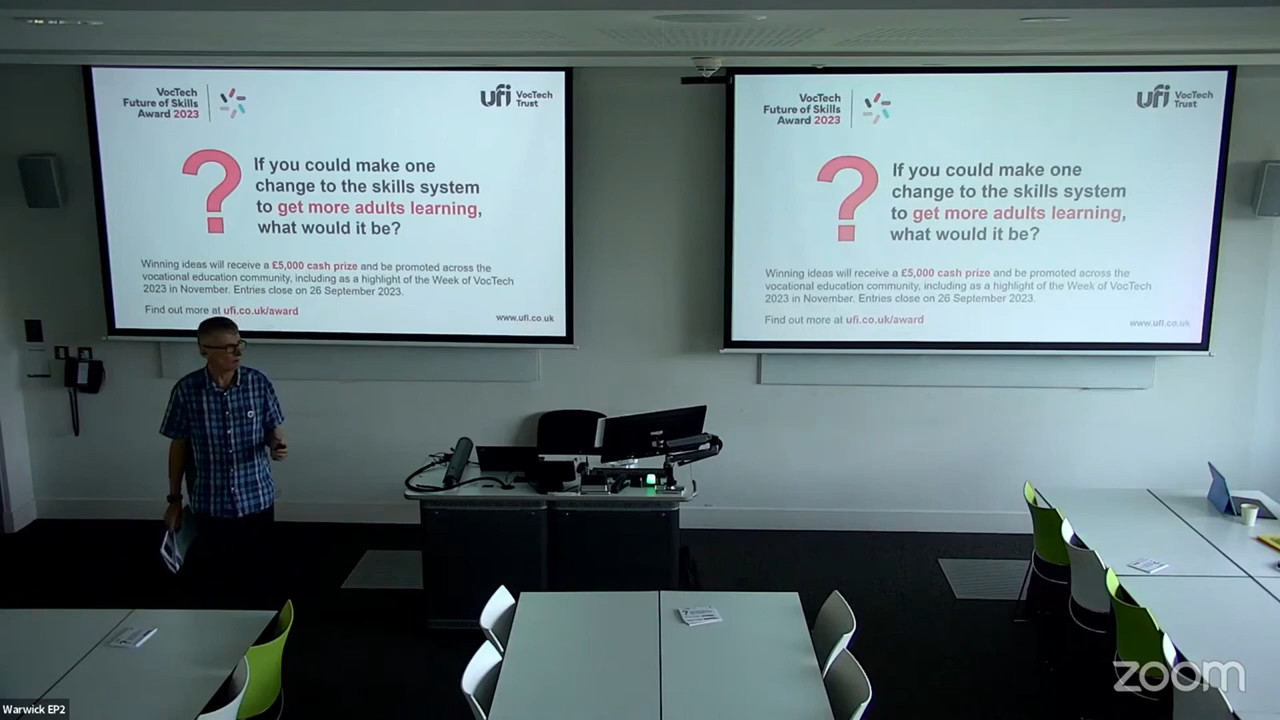 VocTech
Future of Skills
Award 2023
ufi VocTech
Trust
?
If you could make one
change to the skills system
to get more adults learning,
what would it be?
Winning ideas will receive a £5,000 cash prize and be promoted across the
vocational education community, including as a highlight of the Week of VocTech
2023 in November. Entries close on 26 September 2023.
Find out more at ufi.co.uk/award
www.ufi.co.uk
VocTech
Future of Skills
Award 2023
ufi VocTech
Trust
?
If you could make one
change to the skills system
to get more adults learning,
what would it be?
Winning ideas will receive a £5,000 cash prize and be promoted across the
vocational education community, including as a highlight of the Week of VocTech
2023 in November. Entries close on 26 September 2023.
Find out more at ufi.co.uk/award
www.ufi.co.uk
zoom
Warwick EP2